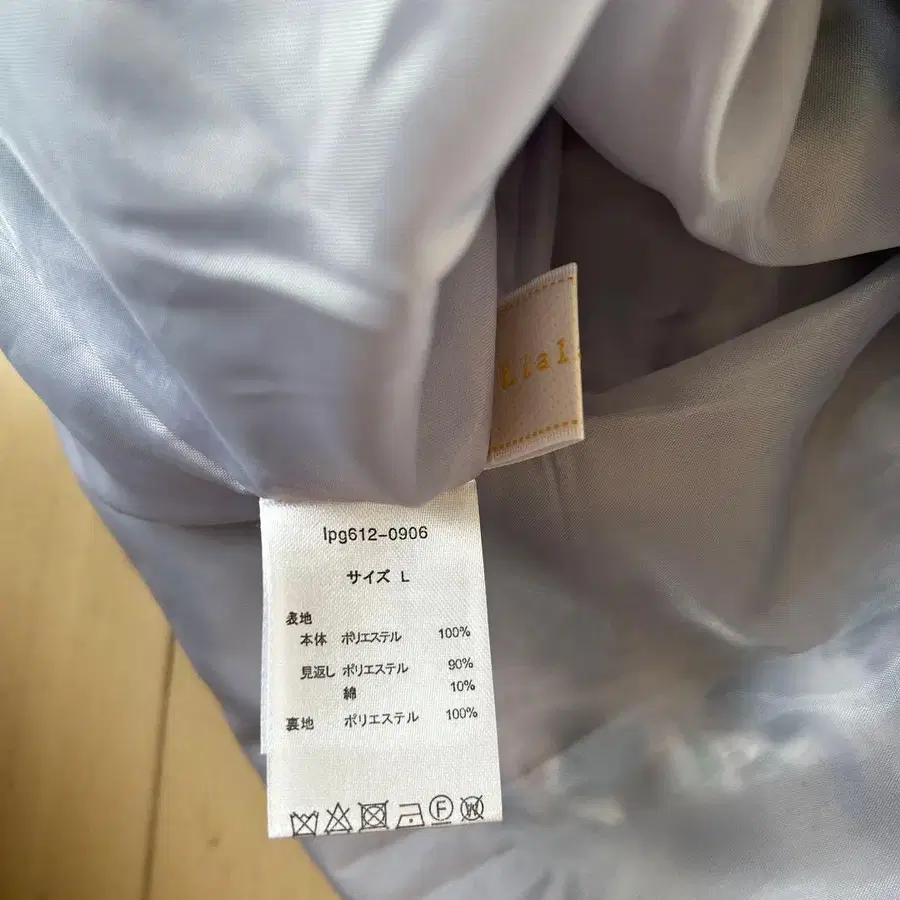 lpg612-0906
サイズ L
表地
本体 ポリエステル 100%
見返し ポリエステル 90%
綿 10%
裏地 ポリエステル 100%
F
W